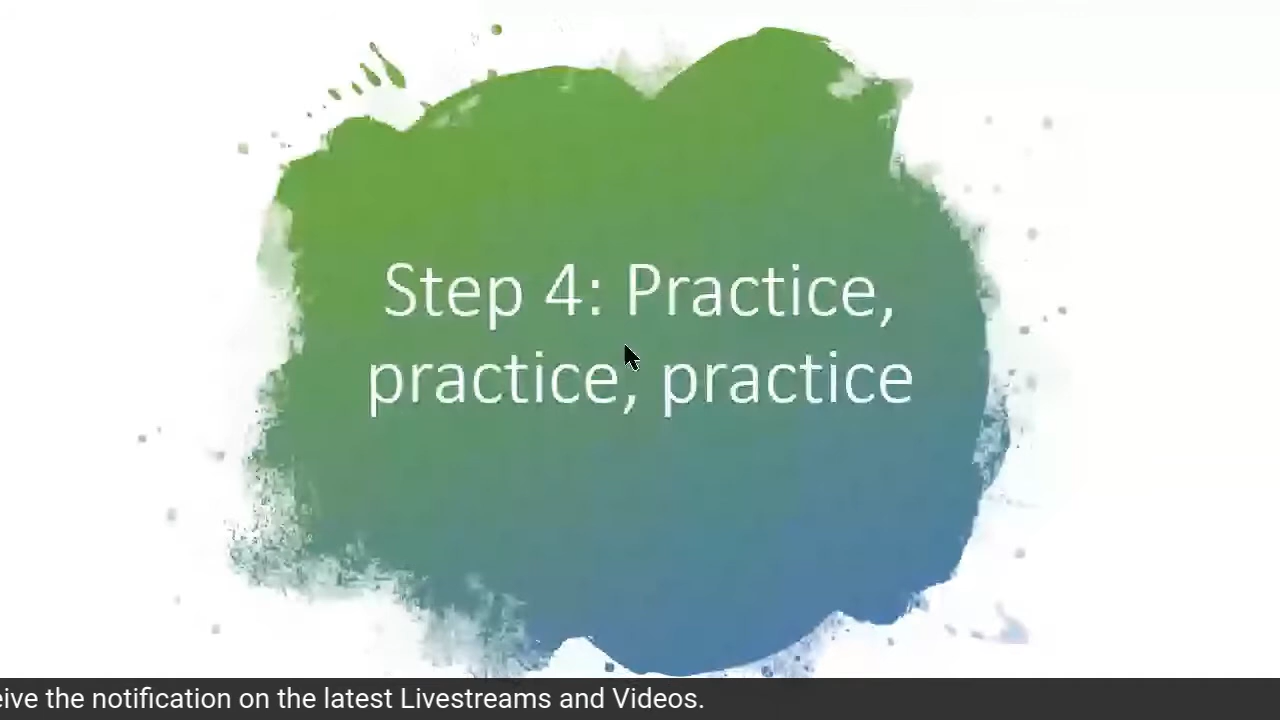 Step 4: Practice,
practice, practice
eive the notification on the latest Livestreams and Videos.